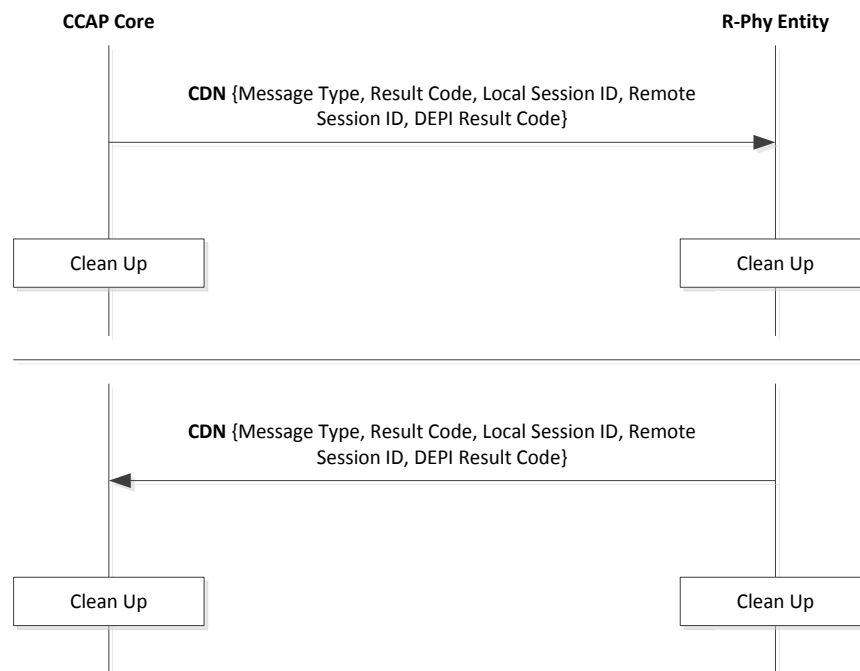 CCAP Core
R-Phy Entity
CDN {Message Type, Result Code, Local Session ID, Remote
Session ID, DEPI Result Code}
Clean Up
Clean Up
CDN {Message Type, Result Code, Local Session ID, Remote
Session ID, DEPI Result Code}
Clean Up
Clean Up